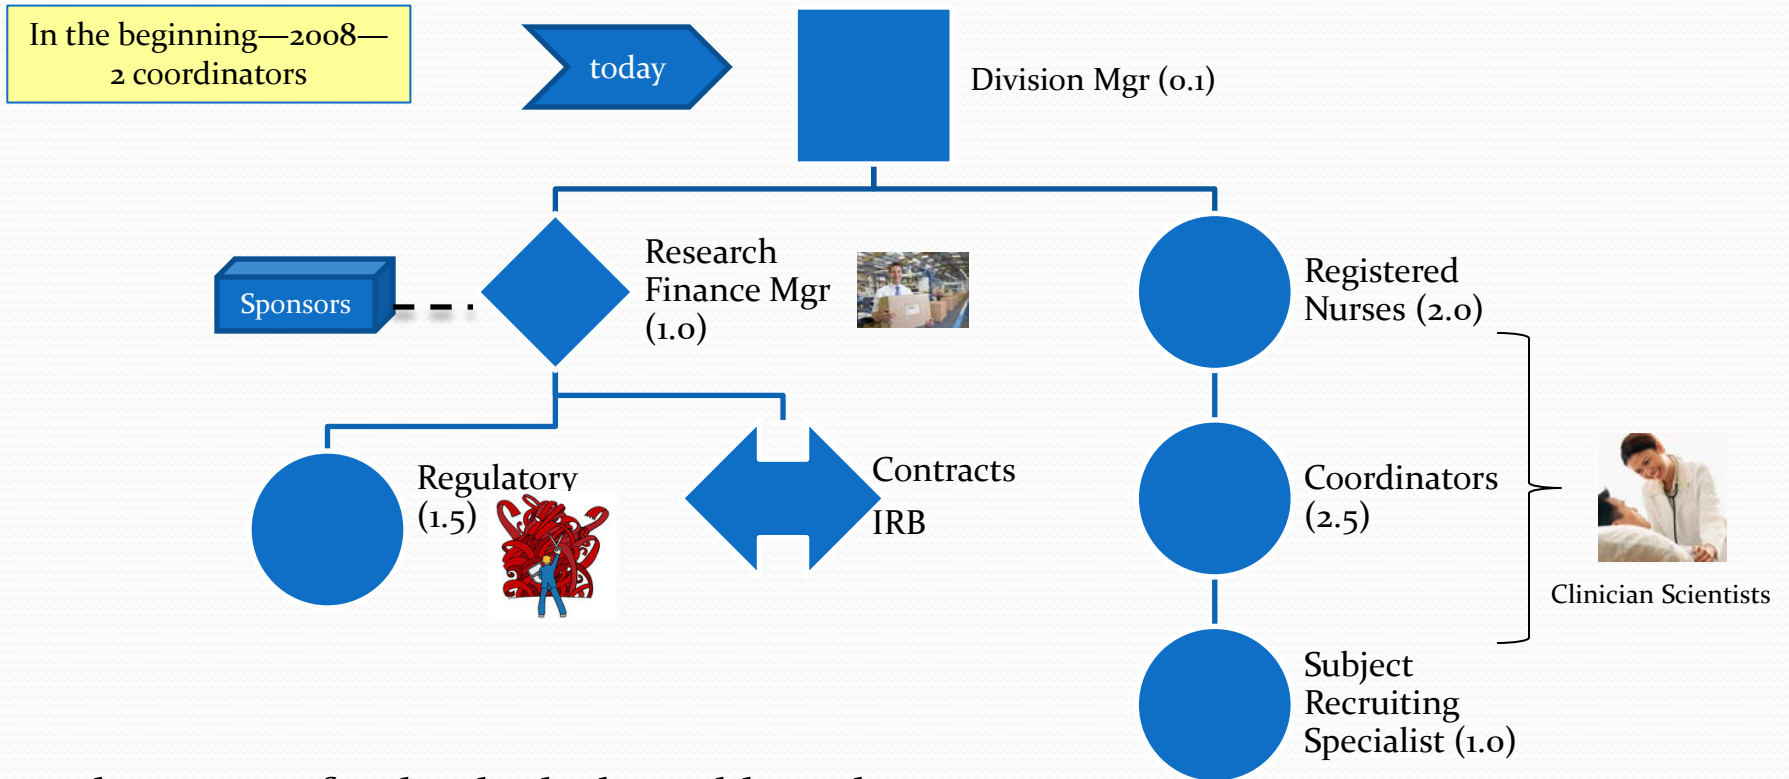 In the beginning—2008—
2 coordinators
today
Division Mgr (0.1)
Sponsors
Research
Finance Mgr
(1.0)
Registered
Nurses (2.0)
Regulatory
(1.5)
Contracts
IRB
Coordinators
(2.5)
Clinician Scientists
Subject
Recruiting
Specialist (1.0)